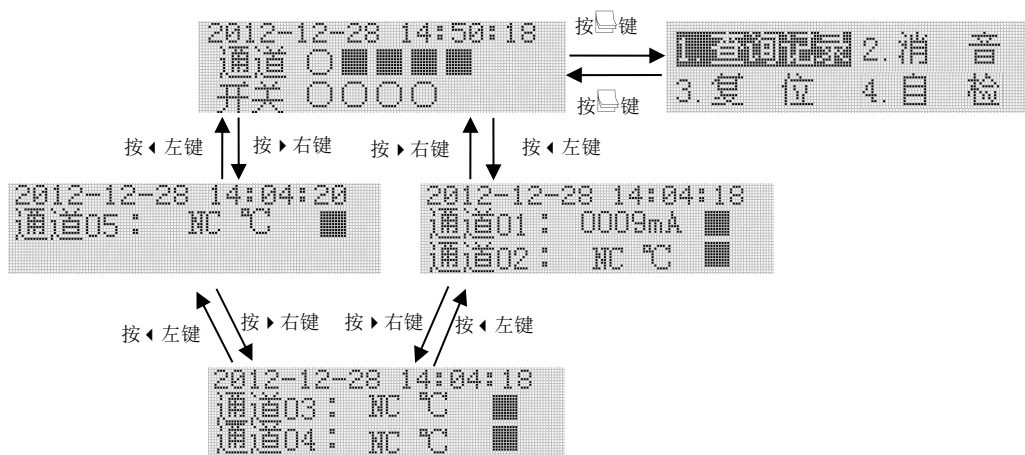 2012-12-28 14:50:18
通道 ○■■■■
开关 ○○○○
按键
按键
1.查询记录 2.消 音
3.复 位 4.自 检
按◀左键
按▶右键
按▶右键
按◀左键
2012-12-28 14:04:20
通道05： NC ℃ ■
2012-12-28 14:04:18
通道01： 0009mA ■
通道02： NC ℃ ■
按◀左键
按▶右键
按▶右键
按◀左键
2012-12-28 14:04:18
通道03： NC ℃ ■
通道04： NC ℃ ■